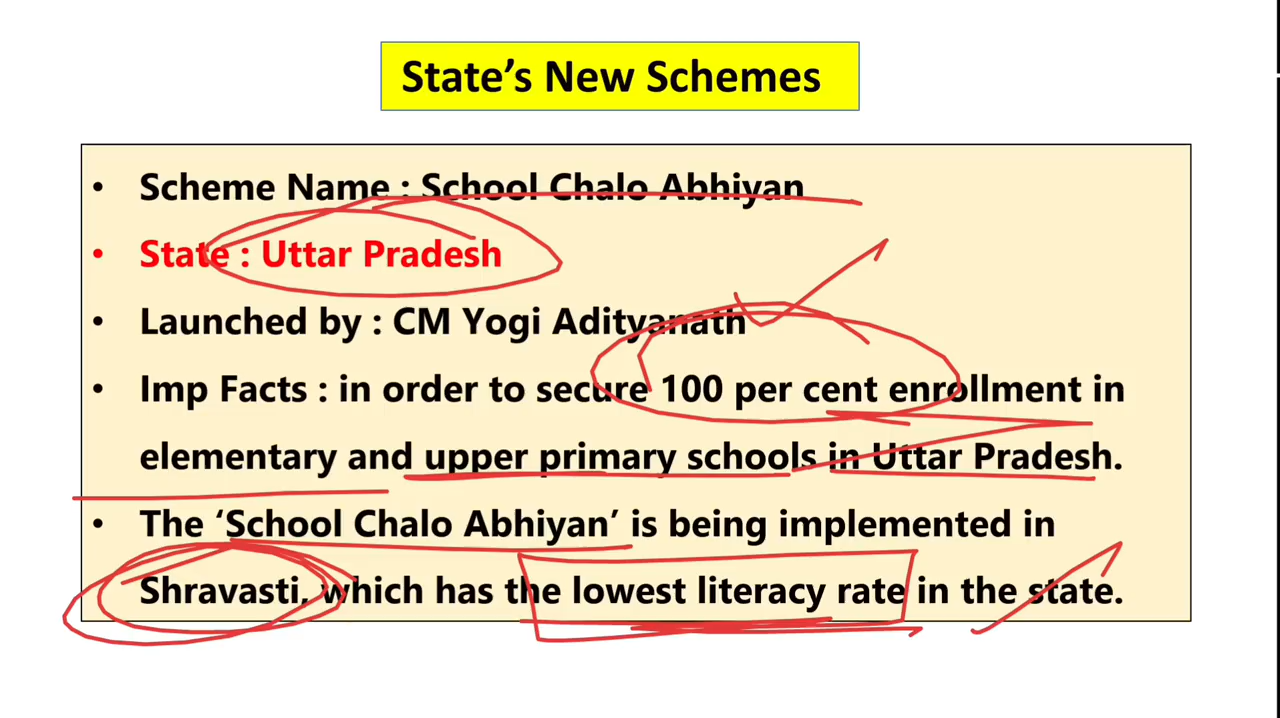 State’s New Schemes
• Scheme Name : School Chalo Abhiyan
• State : Uttar Pradesh
• Launched by : CM Yogi Adityanath
• Imp Facts : in order to secure 100 per cent enrollment in
elementary and upper primary schools in Uttar Pradesh.
• The ‘School Chalo Abhiyan’ is being implemented in
Shravasti, which has the lowest literacy rate in the state.